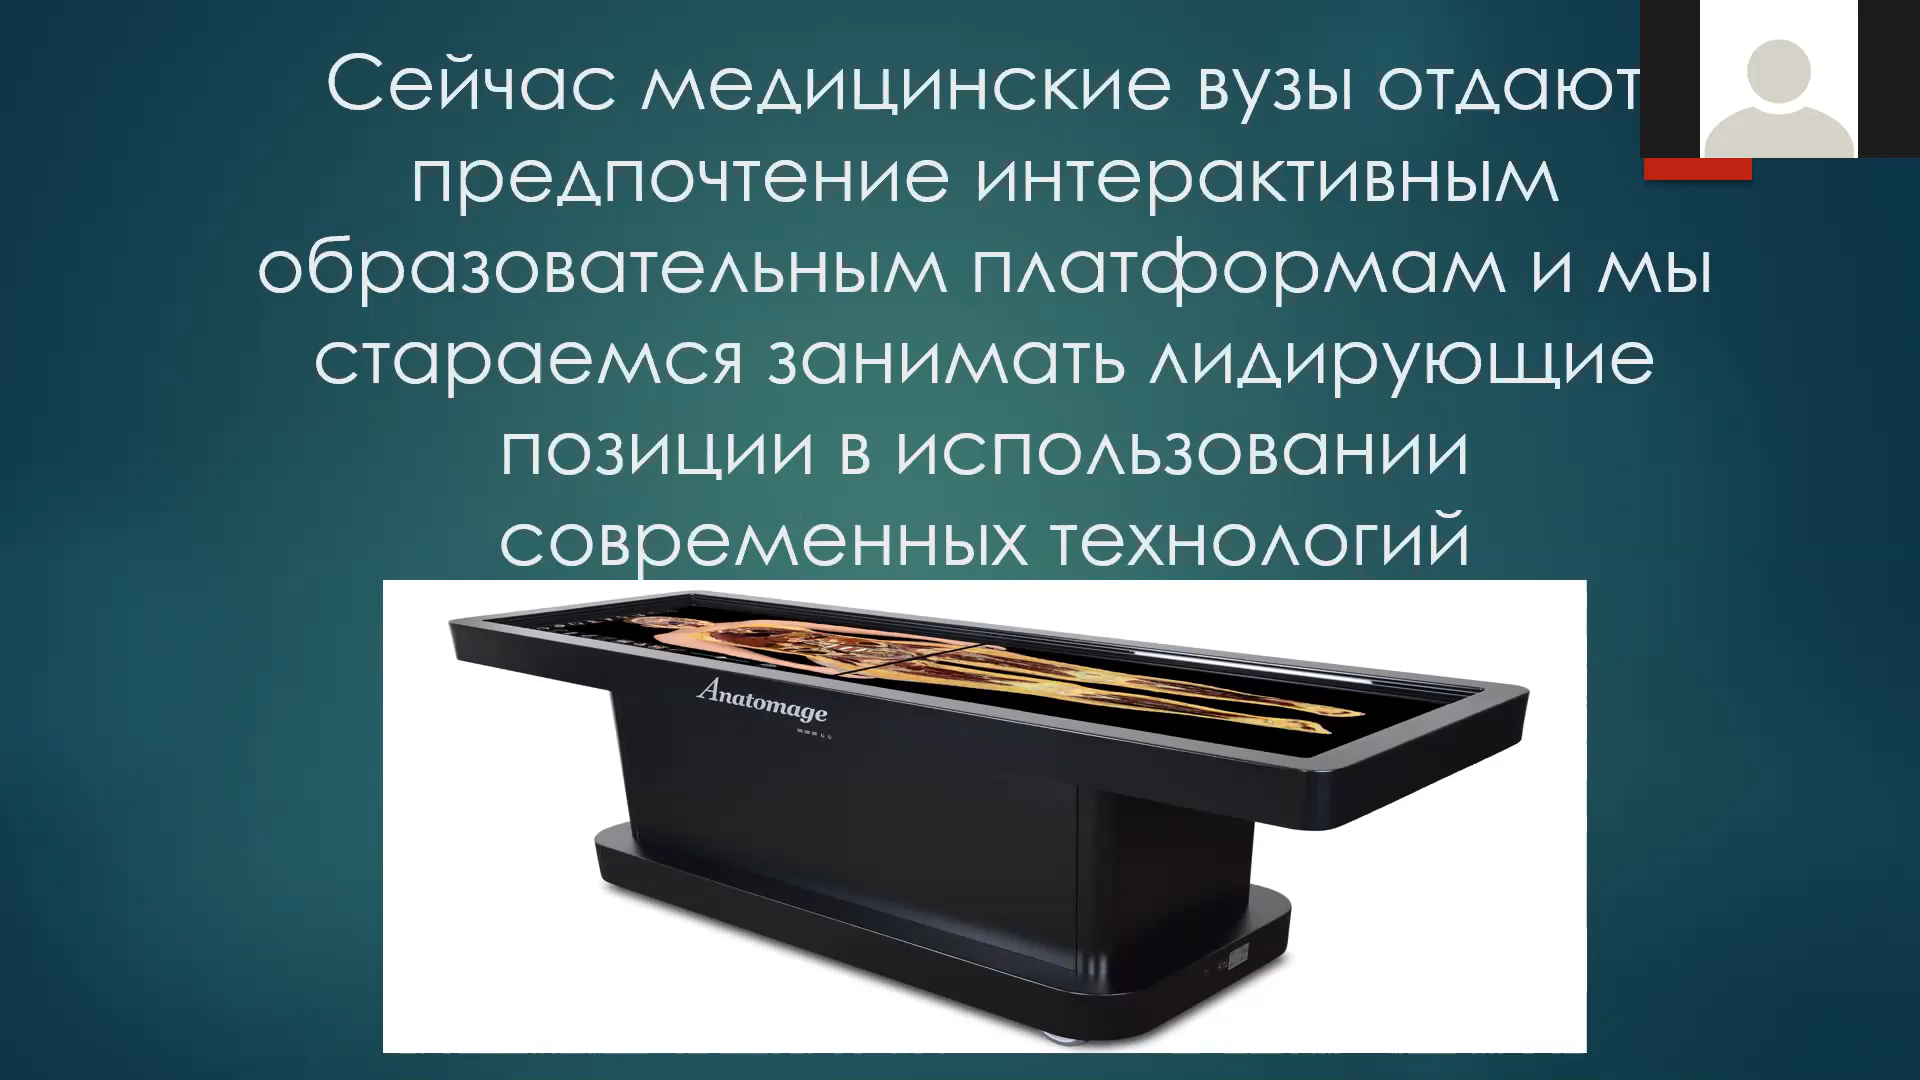 Сейчас медицинские вузы отдают
предпочтение интерактивным
образовательным платформам и мы
стараемся занимать лидирующие
позиции в использовании
современных технологий
Anatomage